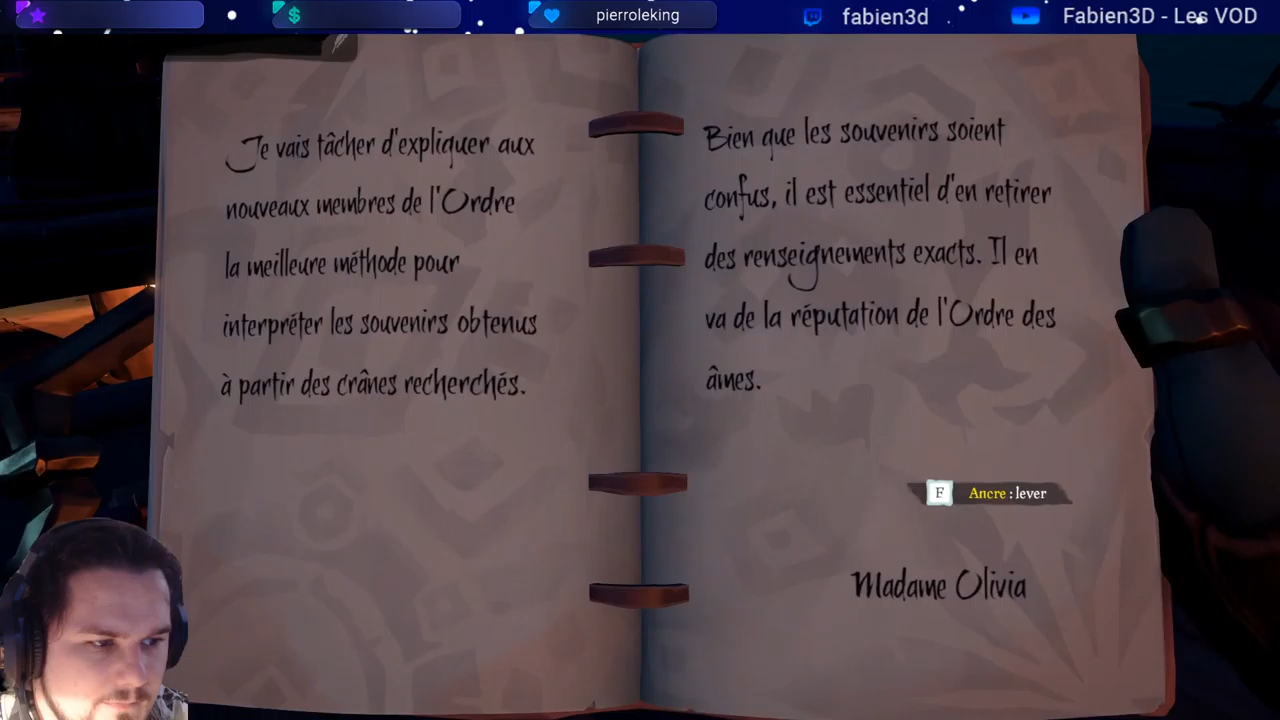 pierroleking
fabien3d
Fabien3D - Les VOD
Je vais tâcher d'expliquer aux
nouveaux membres de l'Ordre
la meilleure méthode pour
interpréter les souvenirs obtenus
à partir des crânes recherchés.
Bien que les souvenirs soient
confus, il est essentiel d'en retirer
des renseignements exacts. Il en
va de la réputation de l'Ordre des
âmes.
F Ancre : lever
Madame Olivia